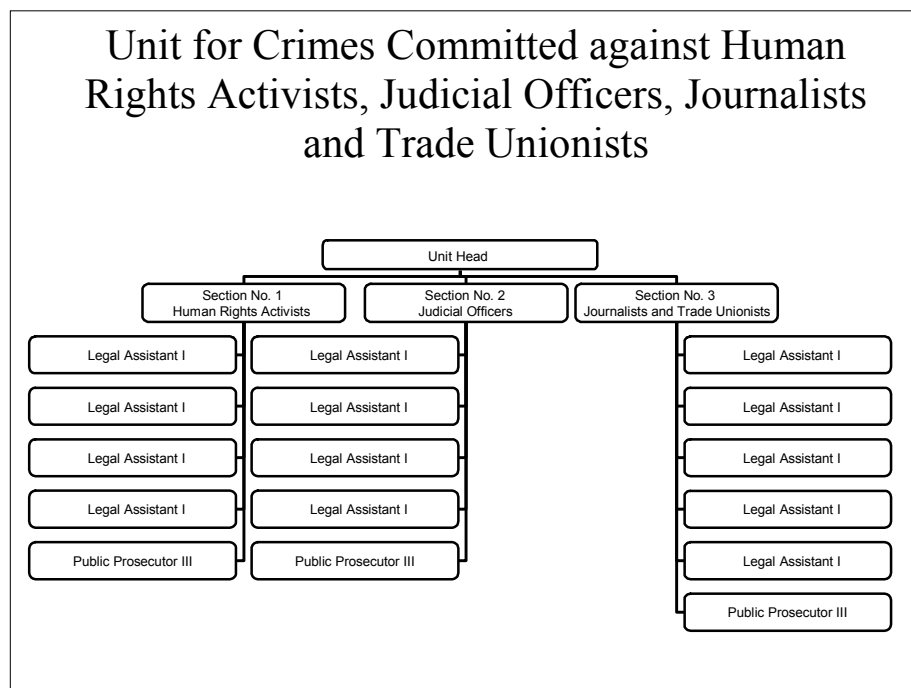 Unit for Crimes Committed against Human
Rights Activists, Judicial Officers, Journalists
and Trade Unionists
Unit Head
Section No. 1
Human Rights Activists
Legal Assistant I
Legal Assistant I
Legal Assistant I
Legal Assistant I
Public Prosecutor III
Section No. 2
Judicial Officers
Legal Assistant I
Legal Assistant I
Legal Assistant I
Legal Assistant I
Public Prosecutor III
Section No. 3
Journalists and Trade Unionists
Legal Assistant I
Legal Assistant I
Legal Assistant I
Legal Assistant I
Legal Assistant I
Public Prosecutor III